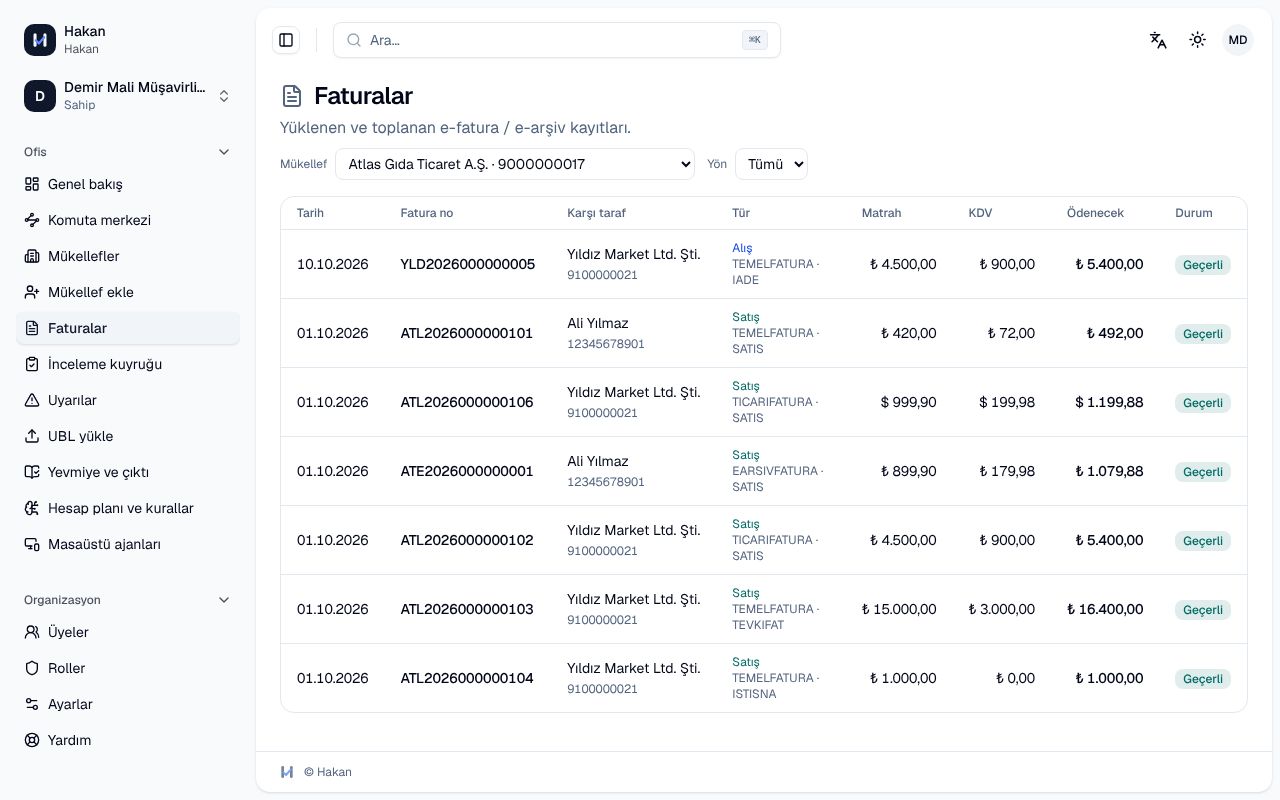 Hakan
Hakan
Demir Mali Müşavirli...
Sahip
D
Ofis
Genel bakış
Komuta merkezi
Mükellefler
Mükellef ekle
Faturalar
İnceleme kuyruğu
Uyarılar
UBL yükle
Yevmiye ve çıktı
Hesap planı ve kurallar
Masaüstü ajanları
Organizasyon
Üyeler
Roller
Ayarlar
Yardım
Ara... ⌘K
MD
Faturalar
Yüklenen ve toplanan e-fatura / e-arşiv kayıtları.
Mükellef Atlas Gıda Ticaret A.Ş. · 9000000017 Yön Tümü
Tarih Fatura no Karşı taraf Tür Matrah KDV Ödenecek Durum
Alış
10.10.2026 YLD2026000000005 Yıldız Market Ltd. Şti. TEMELFATURA · ₺ 4.500,00 ₺ 900,00 ₺ 5.400,00 Geçerli
9100000021 IADE
Satış
01.10.2026 ATL2026000000101 Ali Yılmaz TEMELFATURA · ₺ 420,00 ₺ 72,00 ₺ 492,00 Geçerli
12345678901 SATIS
Satış
01.10.2026 ATL2026000000106 Yıldız Market Ltd. Şti. TICARIFATURA · $ 999,90 $ 199,98 $ 1.199,88 Geçerli
9100000021 SATIS
Satış
01.10.2026 ATE2026000000001 Ali Yılmaz EARSIVFATURA · ₺ 899,90 ₺ 179,98 ₺ 1.079,88 Geçerli
12345678901 SATIS
Satış
01.10.2026 ATL2026000000102 Yıldız Market Ltd. Şti. TICARIFATURA · ₺ 4.500,00 ₺ 900,00 ₺ 5.400,00 Geçerli
9100000021 SATIS
Satış
01.10.2026 ATL2026000000103 Yıldız Market Ltd. Şti. TEMELFATURA · ₺ 15.000,00 ₺ 3.000,00 ₺ 16.400,00 Geçerli
9100000021 TEVKIFAT
Satış
01.10.2026 ATL2026000000104 Yıldız Market Ltd. Şti. TEMELFATURA · ₺ 1.000,00 ₺ 0,00 ₺ 1.000,00 Geçerli
9100000021 ISTISNA
© Hakan